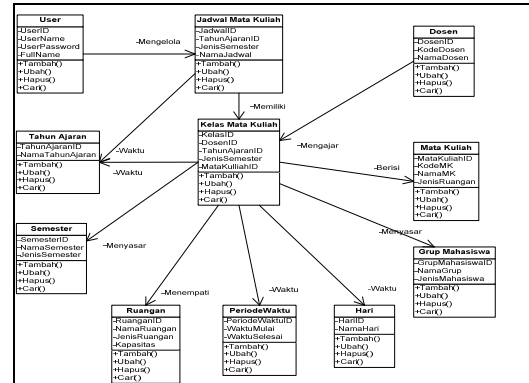 User
-UserID
-UserName
-UserPassword
-FullName
+Tambah()
+Ubah()
+Hapus()
+Cari()
-Mengelola
Jadwal Mata Kuliah
-JadwalID
-TahunAjaranID
-JenisSemester
-NamaJadwal
+Tambah()
+Ubah()
+Hapus()
+Cari()
Dosen
-DosenID
-KodeDosen
-NamaDosen
+Tambah()
+Ubah()
+Hapus()
+Cari()
-Memiliki
-Mengajar
Tahun Ajaran
-TahunAjaranID
-NamaTahunAjaran
+Tambah()
+Ubah()
+Hapus()
+Cari()
-Waktu
-Waktu
Kelas Mata Kuliah
-KelasID
-DosenID
-TahunAjaranID
-JenisSemester
-MataKulliahID
+Tambah()
+Ubah()
+Hapus()
+Cari()
-Berisi
Mata Kuliah
-MataKuliahID
-KodeMK
-NamaMK
-JenisRuangan
+Tambah()
+Ubah()
+Hapus()
+Cari()
Semester
-SemesterID
-NamaSemester
-JenisSemester
+Tambah()
+Ubah()
+Hapus()
+Cari()
-Menyasar
-Menyasar
Grup Mahasiswa
-GrupMahasiswaID
-NamaGrup
-JenisMahasiswa
+Tambah()
+Ubah()
+Hapus()
+Cari()
-Menempati
-Waktu
-Waktu
Ruangan
-RuanganID
-NamaRuangan
-JenisRuangan
-Kapasitas
+Tambah()
+Ubah()
+Hapus()
+Cari()
PeriodeWaktu
-PeriodeWaktuID
-WaktuMulai
-WaktuSelesai
+Tambah()
+Ubah()
+Hapus()
+Cari()
Hari
-HariID
-NamaHari
+Tambah()
+Ubah()
+Hapus()
+Cari()